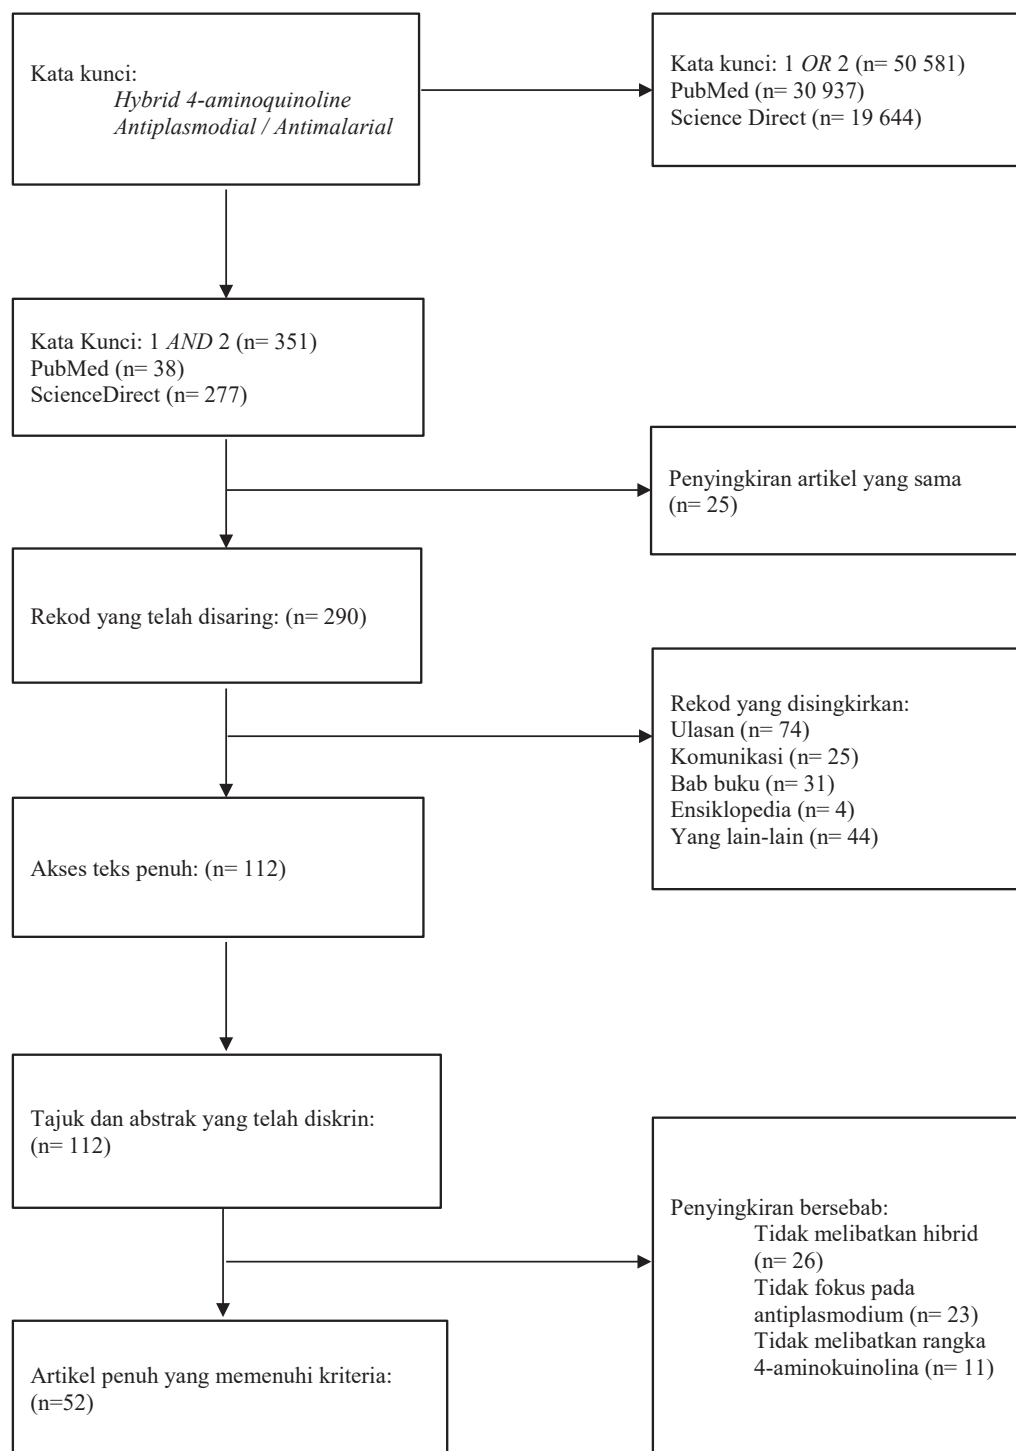 Kata kunci:
Hybrid 4-aminoquinoline
Antiplasmodial / Antimalarial
Kata kunci: 1 OR 2 (n= 50 581)
PubMed (n= 30 937)
Science Direct (n= 19 644)
Kata Kunci: 1 AND 2 (n= 351)
PubMed (n= 38)
ScienceDirect (n= 277)
Penyingkiran artikel yang sama
(n= 25)
Rekod yang telah disaring: (n= 290)
Rekod yang disingkirkan:
Ulasan (n= 74)
Komunikasi (n= 25)
Bab buku (n= 31)
Ensiklopedia (n= 4)
Yang lain-lain (n= 44)
Akses teks penuh: (n= 112)
Tajuk dan abstrak yang telah diskrin:
(n= 112)
Penyingkiran bersebab:
Tidak melibatkan hibrid
(n= 26)
Tidak fokus pada
antiplasmodium (n= 23)
Tidak melibatkan rangka
4-aminokuinolina (n= 11)
Artikel penuh yang memenuhi kriteria:
(n=52)